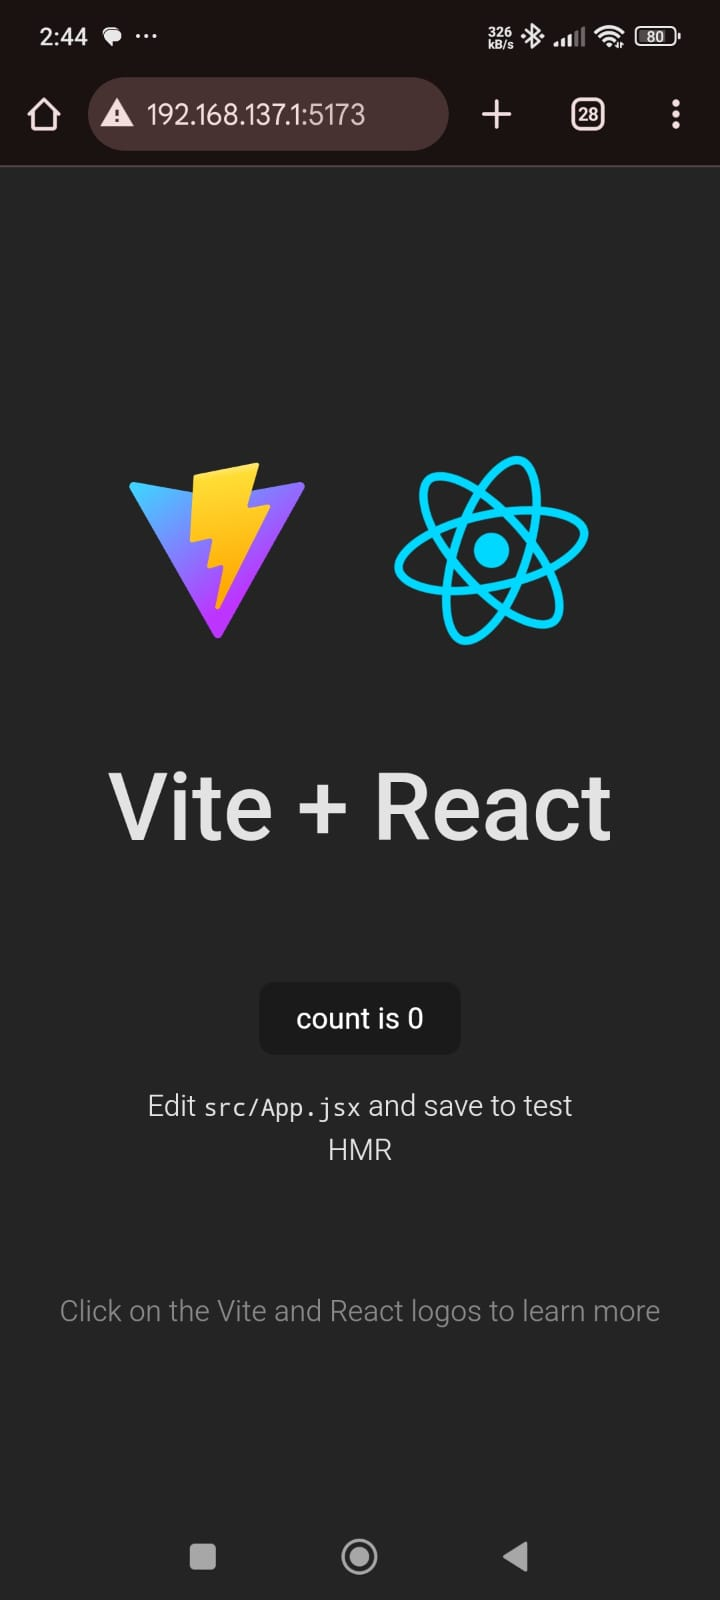 2:44
326
kB/s
80
192.168.137.1:5173
28
Vite + React
count is 0
Edit src/App.jsx and save to test
HMR
Click on the Vite and React logos to learn more